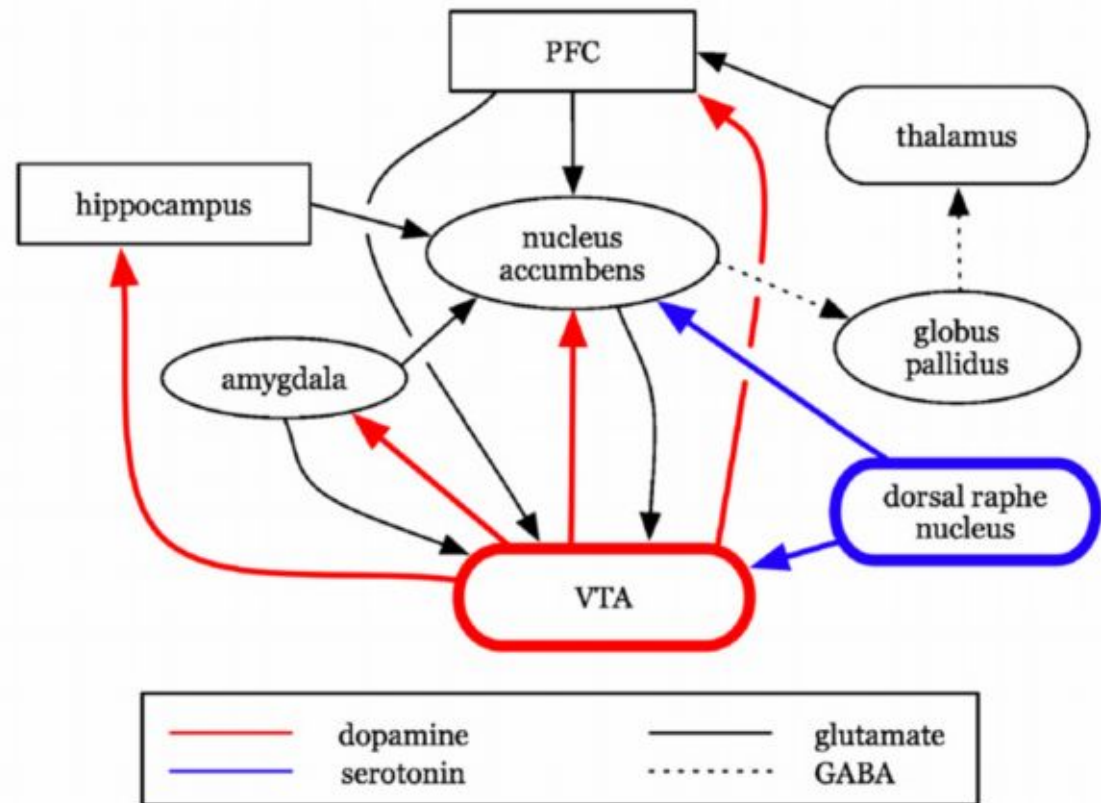 PFC
thalamus
hippocampus
nucleus
accumbens
globus
pallidus
amygdala
dorsal raphe
nucleus
VTA
dopamine
glutamate
serotonin
GABA